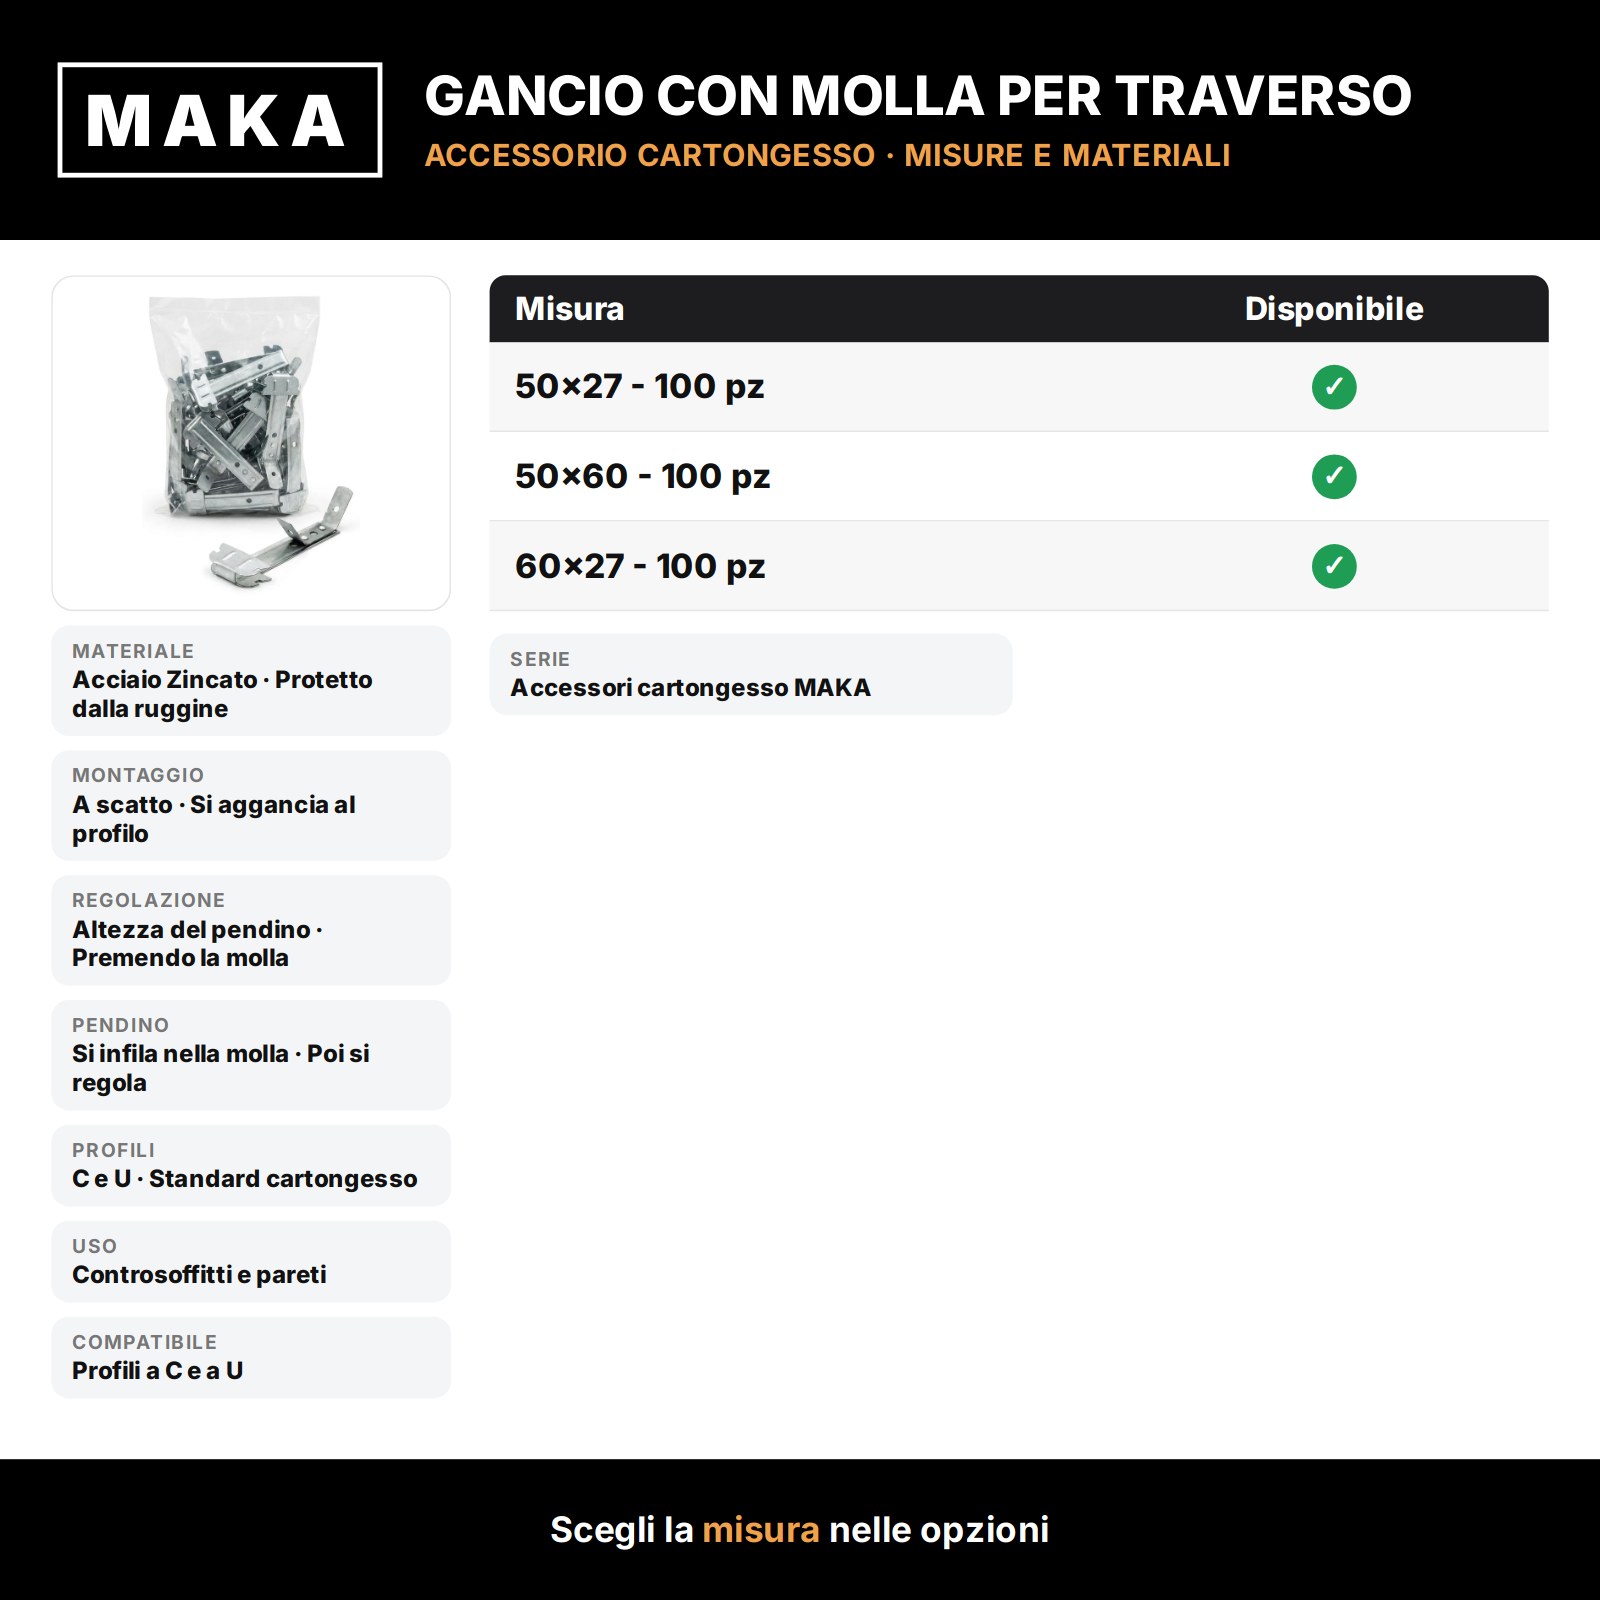 MAKA
GANCIO CON MOLLA PER TRAVERSO
ACCESSORIO CARTONGESSO · MISURE E MATERIALI
Misura Disponibile
50×27 - 100 pz ✓
50×60 - 100 pz ✓
60×27 - 100 pz ✓
MATERIALE
Acciaio Zincato · Protetto
dalla ruggine
MONTAGGIO
A scatto · Si aggancia al
profilo
REGOLAZIONE
Altezza del pendino ·
Premendo la molla
PENDINO
Si infila nella molla · Poi si
regola
PROFILI
C e U · Standard cartongesso
USO
Controsoffitti e pareti
COMPATIBILE
Profili a C e a U
SERIE
Accessori cartongesso MAKA
Scegli la misura nelle opzioni